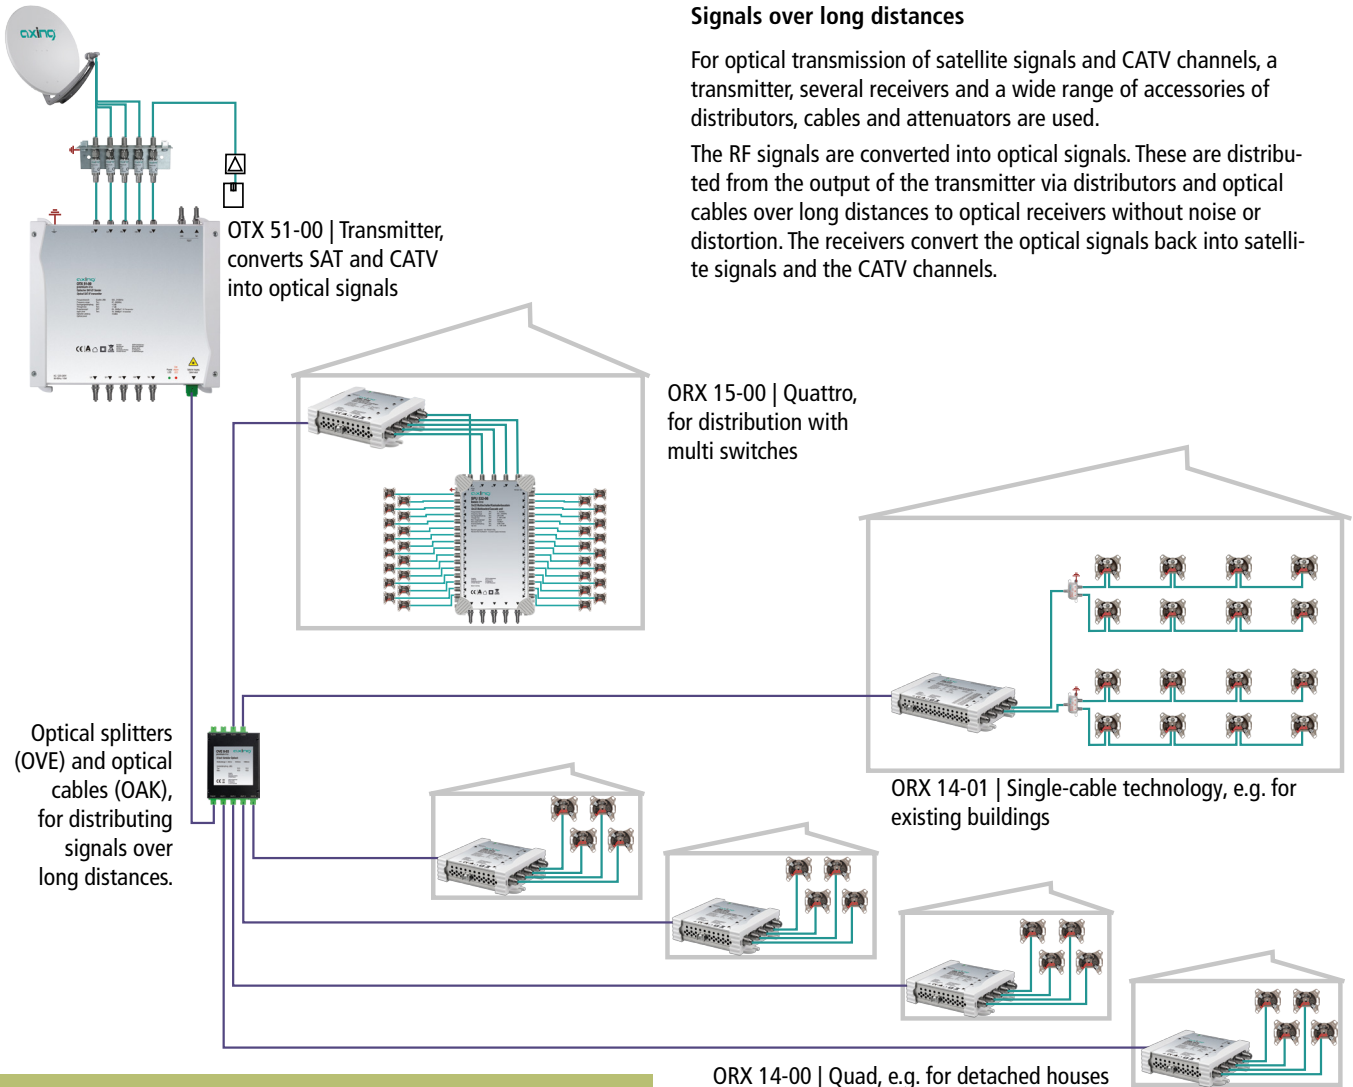 axing
Signals over long distances
For optical transmission of satellite signals and CATV channels, a
transmitter, several receivers and a wide range of accessories of
distributors, cables and attenuators are used.
The RF signals are converted into optical signals. These are distribu-
ted from the output of the transmitter via distributors and optical
cables over long distances to optical receivers without noise or
distortion. The receivers convert the optical signals back into satelli-
te signals and the CATV channels.
OTX 51-00 | Transmitter,
converts SAT and CATV
into optical signals
ORX 15-00 | Quattro,
for distribution with
multi switches
axing
Optical splitters
(OVE) and optical
cables (OAK),
for distributing
signals over
long distances.
axing
ORX 14-01 | Single-cable technology, e.g. for
existing buildings
ORX 14-00 | Quad, e.g. for detached houses